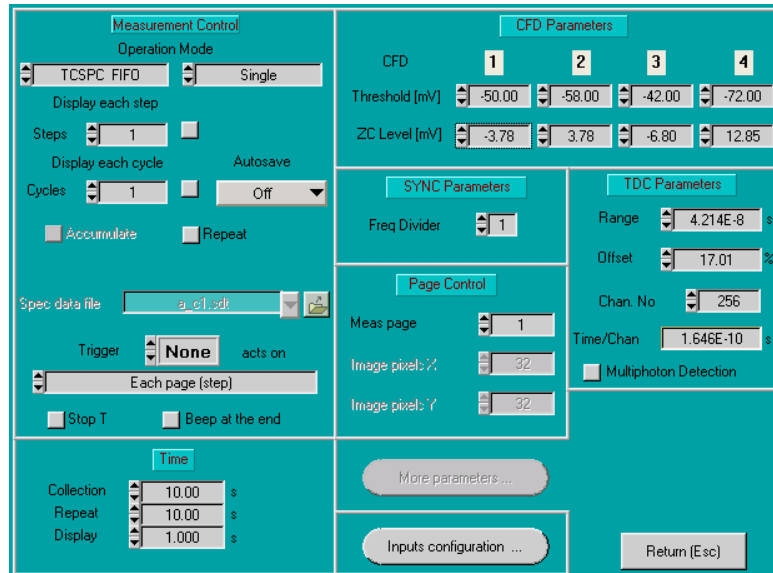 Measurement Control
Operation Mode
TCSPC FIFO Single
Display each step
Steps 1
Display each cycle Autosave
Cycles 1 Off
Accumulate Repeat
Spec data file a_c1.sdt
Trigger None acts on
Each page (step)
Stop T Beep at the end
Time
Collection 10.00 s
Repeat 10.00 s
Display 1.000 s
CFD Parameters
CFD 1 2 3 4
Threshold [mV] -50.00 -58.00 -42.00 -72.00
ZC Level [mV] -3.78 3.78 -6.80 12.85
SYNC Parameters
Freq Divider 1
Page Control
Meas page 1
Image pixels X 32
Image pixels Y 32
More parameters ...
Inputs configuration ...
TDC Parameters
Range 4.214E-8 s
Offset 17.01 %
Chan. No 256
Time/Chan 1.646E-10 s
Multiphoton Detection
Return (Esc)